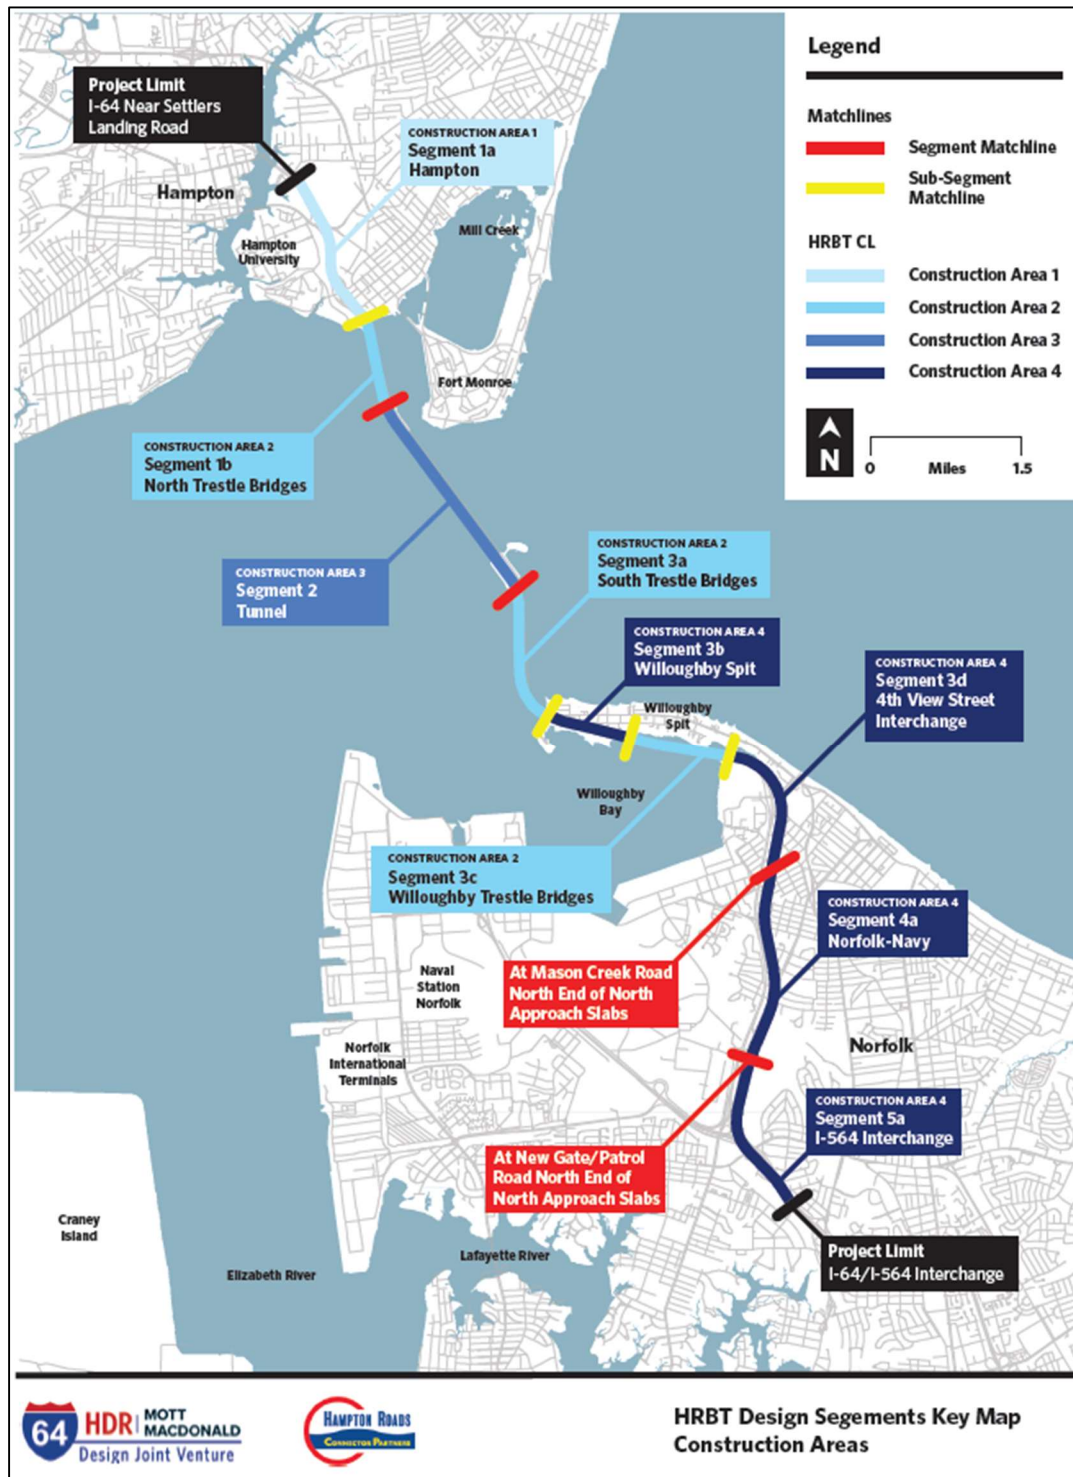 Project Limit
I-64 Near Settlers
Landing Road
CONSTRUCTION AREA 1
Segment 1a
Hampton
Hampton
Hampton
University
Mill Creek
Fort Monroe
Legend
Matchlines
Segment Matchline
Sub-Segment
Matchline
HRBT CL
Construction Area 1
Construction Area 2
Construction Area 3
Construction Area 4
N
0 Miles 1.5
CONSTRUCTION AREA 2
Segment 1b
North Trestle Bridges
CONSTRUCTION AREA 3
Segment 2
Tunnel
CONSTRUCTION AREA 2
Segment 3a
South Trestle Bridges
CONSTRUCTION AREA 4
Segment 3b
Willoughby Spit
CONSTRUCTION AREA 4
Segment 3d
4th View Street
Interchange
Willoughby
Spit
Willoughby
Bay
CONSTRUCTION AREA 2
Segment 3c
Willoughby Trestle Bridges
CONSTRUCTION AREA 4
Segment 4a
Norfolk-Navy
At Mason Creek Road
North End of North
Approach Slabs
Naval
Station
Norfolk
Norfolk
International
Terminals
Norfolk
CONSTRUCTION AREA 4
Segment 5a
I-564 Interchange
At New Gate/Patrol
Road North End of
North Approach Slabs
Project Limit
I-64/I-564 Interchange
Craney
Island
Elizabeth River
Lafayette River
64
HDR
MOTT
MACDONALD
Design Joint Venture
HAMPTON ROADS
CONNECTOR PARTNERS
HRBT Design Segements Key Map
Construction Areas